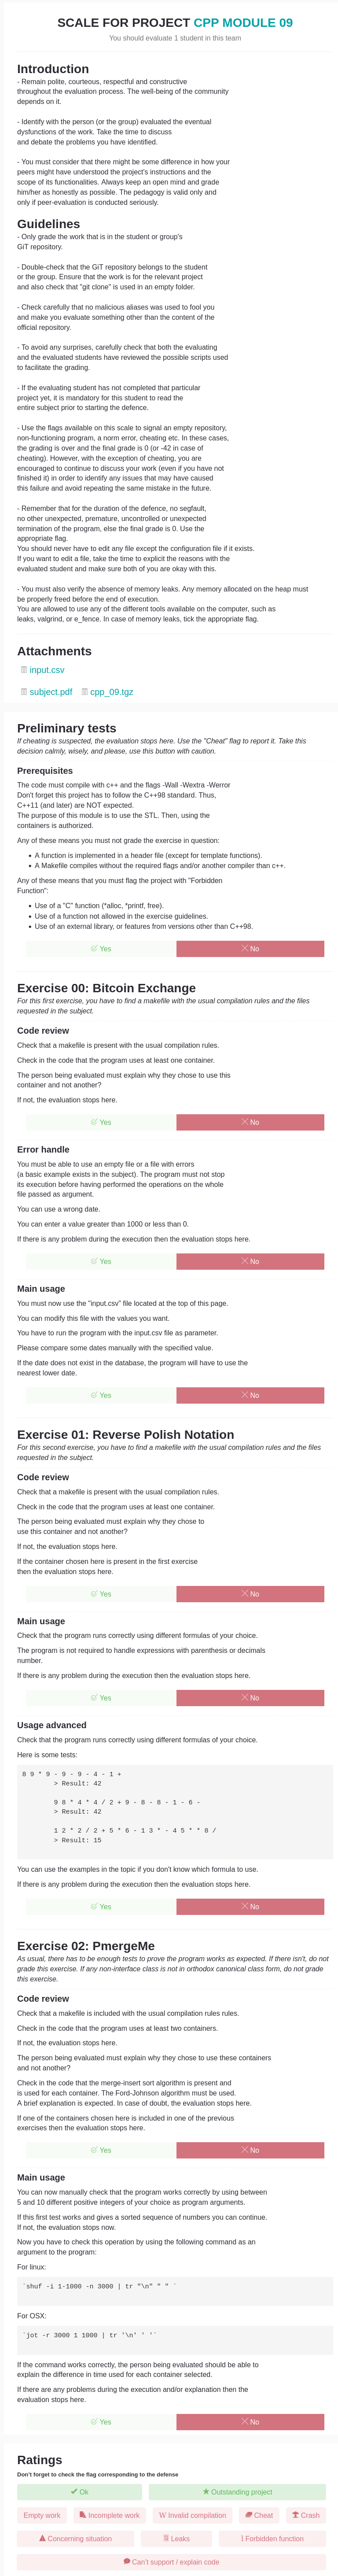 SCALE FOR PROJECT CPP MODULE 09
You should evaluate 1 student in this team
Introduction
- Remain polite, courteous, respectful and constructive
throughout the evaluation process. The well-being of the community
depends on it.
- Identify with the person (or the group) evaluated the eventual
dysfunctions of the work. Take the time to discuss
and debate the problems you have identified.
- You must consider that there might be some difference in how your
peers might have understood the project's instructions and the
scope of its functionalities. Always keep an open mind and grade
him/her as honestly as possible. The pedagogy is valid only and
only if peer-evaluation is conducted seriously.
Guidelines
- Only grade the work that is in the student or group's
GiT repository.
- Double-check that the GiT repository belongs to the student
or the group. Ensure that the work is for the relevant project
and also check that "git clone" is used in an empty folder.
- Check carefully that no malicious aliases was used to fool you
and make you evaluate something other than the content of the
official repository.
- To avoid any surprises, carefully check that both the evaluating
and the evaluated students have reviewed the possible scripts used
to facilitate the grading.
- If the evaluating student has not completed that particular
project yet, it is mandatory for this student to read the
entire subject prior to starting the defence.
- Use the flags available on this scale to signal an empty repository,
non-functioning program, a norm error, cheating etc. In these cases,
the grading is over and the final grade is 0 (or -42 in case of
cheating). However, with the exception of cheating, you are
encouraged to continue to discuss your work (even if you have not
finished it) in order to identify any issues that may have caused
this failure and avoid repeating the same mistake in the future.
- Remember that for the duration of the defence, no segfault,
no other unexpected, premature, uncontrolled or unexpected
termination of the program, else the final grade is 0. Use the
appropriate flag.
You should never have to edit any file except the configuration file if it exists.
If you want to edit a file, take the time to explicit the reasons with the
evaluated student and make sure both of you are okay with this.
- You must also verify the absence of memory leaks. Any memory allocated on the heap must
be properly freed before the end of execution.
You are allowed to use any of the different tools available on the computer, such as
leaks, valgrind, or e_fence. In case of memory leaks, tick the appropriate flag.
Attachments
input.csv
subject.pdf cpp_09.tgz
Preliminary tests
If cheating is suspected, the evaluation stops here. Use the "Cheat" flag to report it. Take this
decision calmly, wisely, and please, use this button with caution.
Prerequisites
The code must compile with c++ and the flags -Wall -Wextra -Werror
Don't forget this project has to follow the C++98 standard. Thus,
C++11 (and later) are NOT expected.
The purpose of this module is to use the STL. Then, using the
containers is authorized.
Any of these means you must not grade the exercise in question:
• A function is implemented in a header file (except for template functions).
• A Makefile compiles without the required flags and/or another compiler than c++.
Any of these means that you must flag the project with "Forbidden
Function":
• Use of a "C" function (*alloc, *printf, free).
• Use of a function not allowed in the exercise guidelines.
• Use of an external library, or features from versions other than C++98.
Yes No
Exercise 00: Bitcoin Exchange
For this first exercise, you have to find a makefile with the usual compilation rules and the files
requested in the subject.
Code review
Check that a makefile is present with the usual compilation rules.
Check in the code that the program uses at least one container.
The person being evaluated must explain why they chose to use this
container and not another?
If not, the evaluation stops here.
Yes No
Error handle
You must be able to use an empty file or a file with errors
(a basic example exists in the subject). The program must not stop
its execution before having performed the operations on the whole
file passed as argument.
You can use a wrong date.
You can enter a value greater than 1000 or less than 0.
If there is any problem during the execution then the evaluation stops here.
Yes No
Main usage
You must now use the "input.csv" file located at the top of this page.
You can modify this file with the values you want.
You have to run the program with the input.csv file as parameter.
Please compare some dates manually with the specified value.
If the date does not exist in the database, the program will have to use the
nearest lower date.
Yes No
Exercise 01: Reverse Polish Notation
For this second exercise, you have to find a makefile with the usual compilation rules and the files
requested in the subject.
Code review
Check that a makefile is present with the usual compilation rules.
Check in the code that the program uses at least one container.
The person being evaluated must explain why they chose to
use this container and not another?
If not, the evaluation stops here.
If the container chosen here is present in the first exercise
then the evaluation stops here.
Yes No
Main usage
Check that the program runs correctly using different formulas of your choice.
The program is not required to handle expressions with parenthesis or decimals
number.
If there is any problem during the execution then the evaluation stops here.
Yes No
Usage advanced
Check that the program runs correctly using different formulas of your choice.
Here is some tests:
8 9 * 9 - 9 - 9 - 4 - 1 +
> Result: 42
9 8 * 4 * 4 / 2 + 9 - 8 - 8 - 1 - 6 -
> Result: 42
1 2 * 2 / 2 + 5 * 6 - 1 3 * - 4 5 * * 8 /
> Result: 15
You can use the examples in the topic if you don't know which formula to use.
If there is any problem during the execution then the evaluation stops here.
Yes No
Exercise 02: PmergeMe
As usual, there has to be enough tests to prove the program works as expected. If there isn't, do not
grade this exercise. If any non-interface class is not in orthodox canonical class form, do not grade
this exercise.
Code review
Check that a makefile is included with the usual compilation rules rules.
Check in the code that the program uses at least two containers.
If not, the evaluation stops here.
The person being evaluated must explain why they chose to use these containers
and not another?
Check in the code that the merge-insert sort algorithm is present and
is used for each container. The Ford-Johnson algorithm must be used.
A brief explanation is expected. In case of doubt, the evaluation stops here.
If one of the containers chosen here is included in one of the previous
exercises then the evaluation stops here.
Yes No
Main usage
You can now manually check that the program works correctly by using between
5 and 10 different positive integers of your choice as program arguments.
If this first test works and gives a sorted sequence of numbers you can continue.
If not, the evaluation stops now.
Now you have to check this operation by using the following command as an
argument to the program:
For linux:
`shuf -i 1-1000 -n 3000 | tr "\n" " " `
For OSX:
`jot -r 3000 1 1000 | tr '\n' ' '`
If the command works correctly, the person being evaluated should be able to
explain the difference in time used for each container selected.
If there are any problems during the execution and/or explanation then the
evaluation stops here.
Yes No
Ratings
Don't forget to check the flag corresponding to the defense
Ok Outstanding project
Empty work Incomplete work Invalid compilation Cheat Crash
Concerning situation Leaks Forbidden function
Can't support / explain code